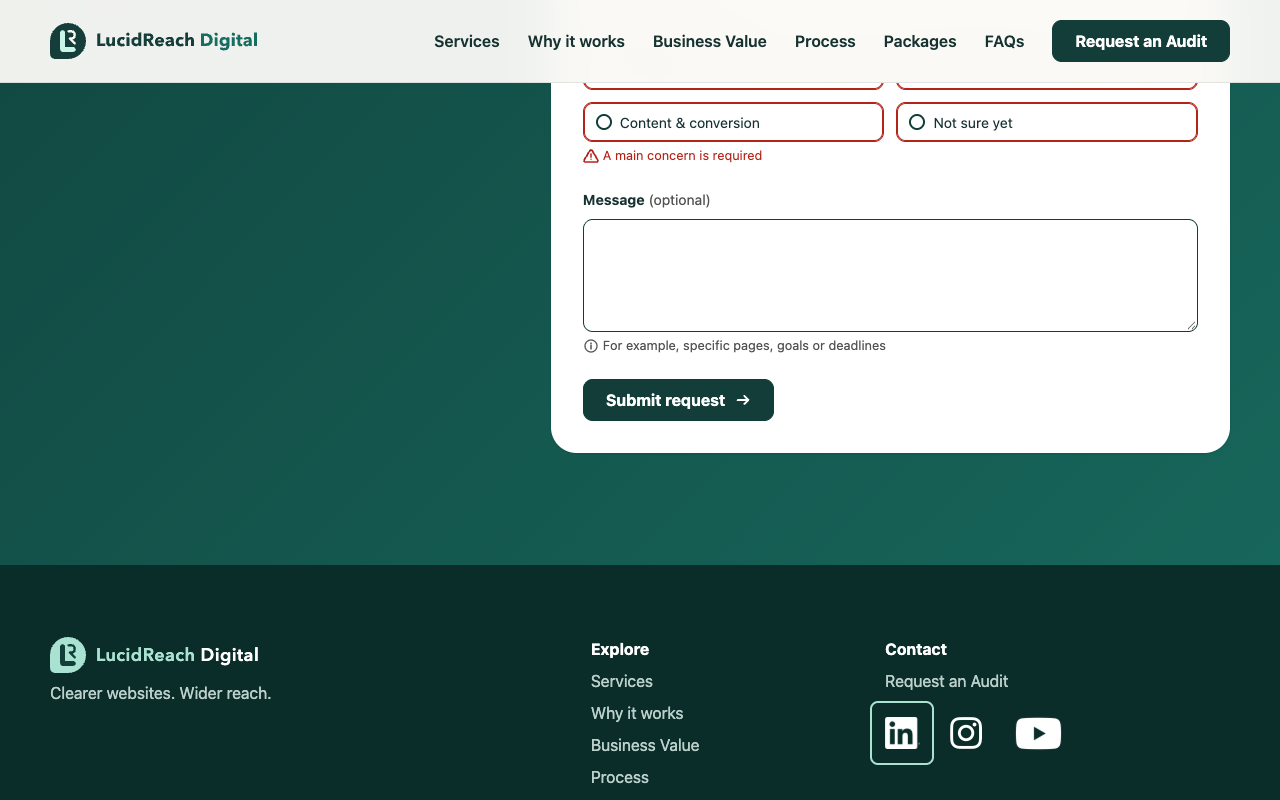 LucidReach Digital
Services
Why it works
Business Value
Process
Packages
FAQs
Request an Audit
Content & conversion
Not sure yet
A main concern is required
Message (optional)
For example, specific pages, goals or deadlines
Submit request →
LucidReach Digital
Clearer websites. Wider reach.
Explore
Services
Why it works
Business Value
Process
Contact
Request an Audit
in